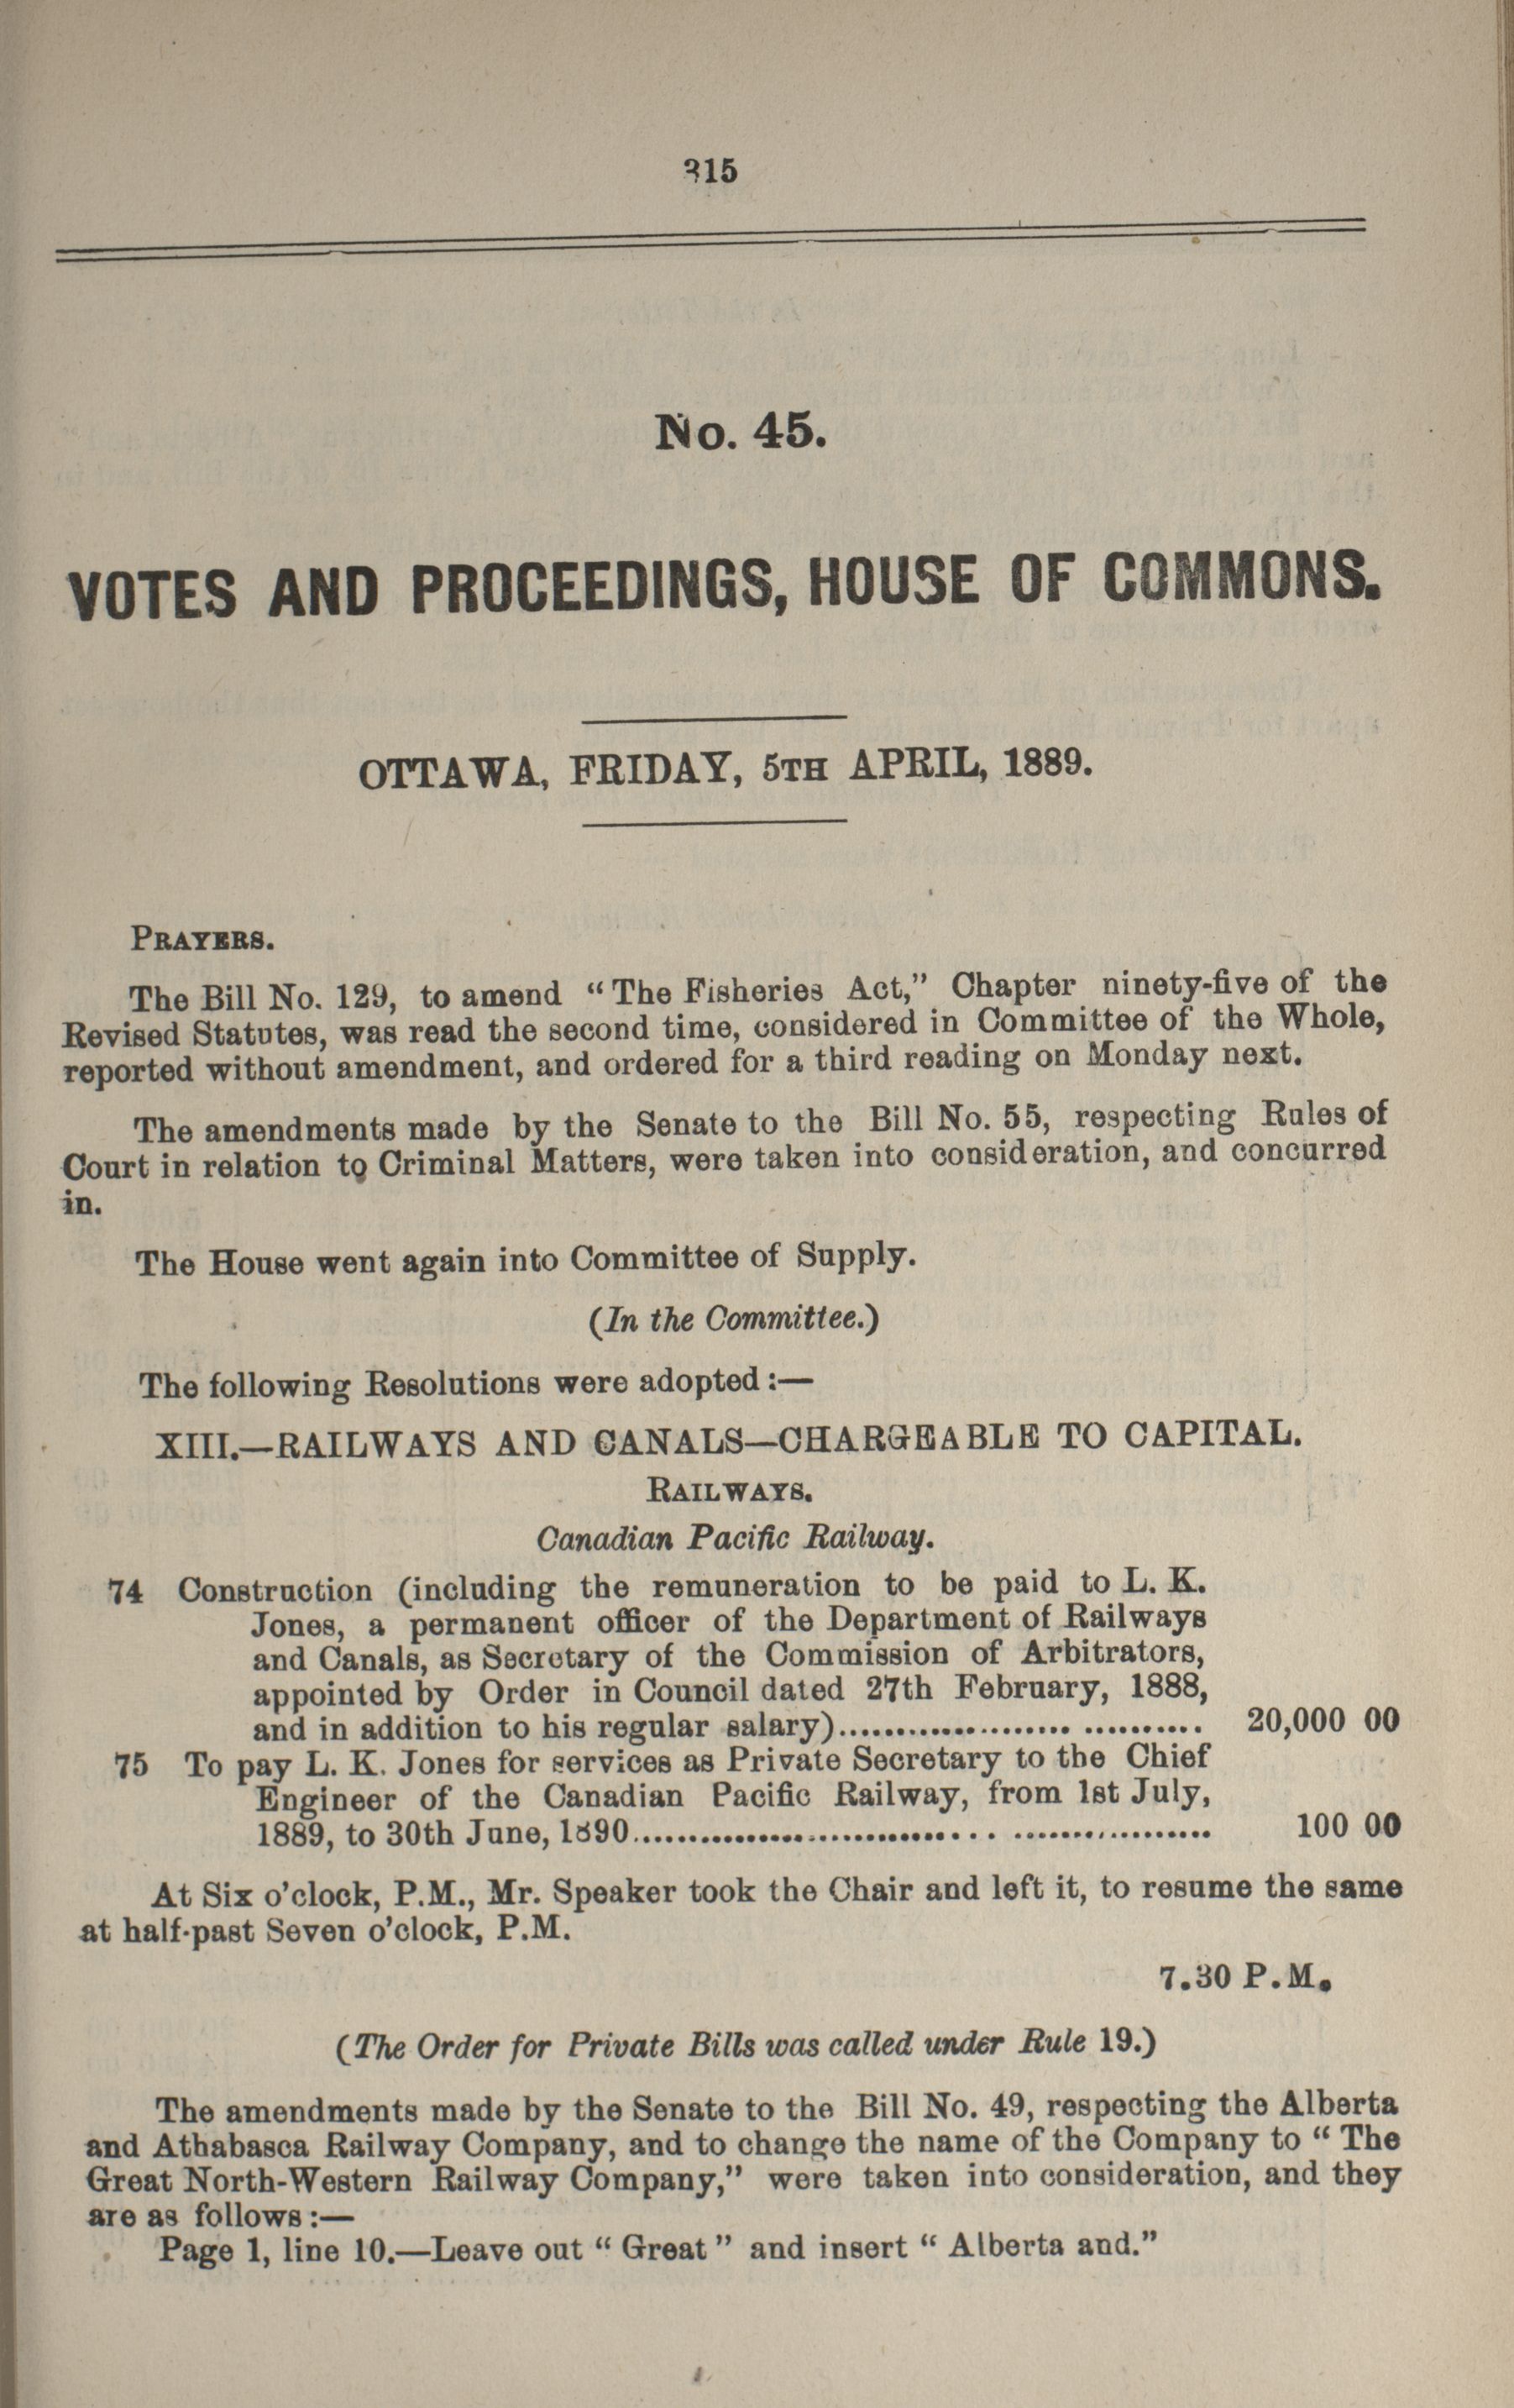 315
No. 45.
VOTES AND PROCEEDINGS, HOUSE OF COMMONS.
OTTAWA, FRIDAY, 5TH APRIL, 1889.
PRAYERS.
The Bill No. 129, to amend “The Fisheries Act,” Chapter ninety-five of the
Revised Statutes, was read the second time, considered in Committee of the Whole,
reported without amendment, and ordered for a third reading on Monday next.
The amendments made by the Senate to the Bill No. 55, respecting Rules of
Court in relation to Criminal Matters, were taken into consideration, and concurred
in.
The House went again into Committee of Supply.
(In the Committee.)
The following Resolutions were adopted:—
XIII.—RAILWAYS AND CANALS—CHARGEABLE TO CAPITAL.
RAILWAYS.
Canadian Pacific Railway.
74 Construction (including the remuneration to be paid to L. K.
Jones, a permanent officer of the Department of Railways
and Canals, as Secretary of the Commission of Arbitrators,
appointed by Order in Council dated 27th February, 1888,
and in addition to his regular salary).............................. 20,000 00
75 To pay L. K. Jones for services as Private Secretary to the Chief
Engineer of the Canadian Pacific Railway, from 1st July,
1889, to 30th June, 1890................................................ 100 00
At Six o’clock, P.M., Mr. Speaker took the Chair and left it, to resume the same
at half-past Seven o’clock, P.M.
7.30 P.M.
(The Order for Private Bills was called under Rule 19.)
The amendments made by the Senate to the Bill No. 49, respecting the Alberta
and Athabasca Railway Company, and to change the name of the Company to “The
Great North-Western Railway Company,” were taken into consideration, and they
are as follows:—
Page 1, line 10.—Leave out “Great” and insert “Alberta and.”